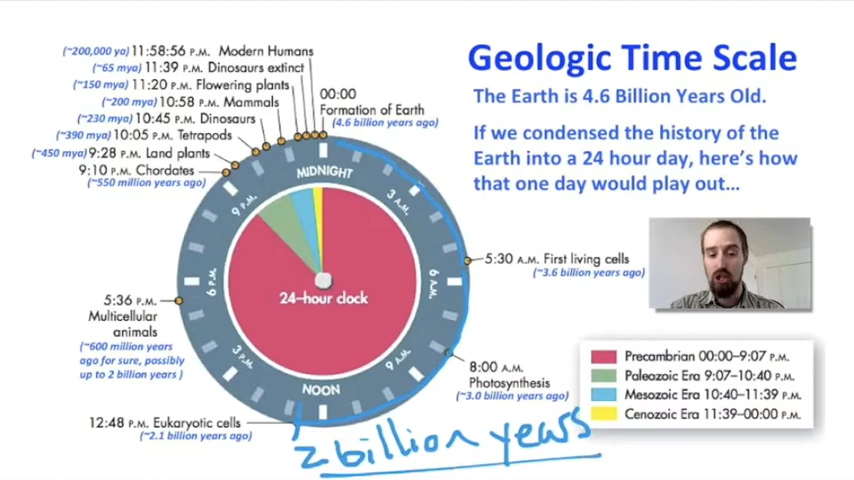 Geologic Time Scale
The Earth is 4.6 Billion Years Old.
If we condensed the history of the
Earth into a 24 hour day, here's how
that one day would play out...
(~200,000 ya) 11:58:56 P.M. Modern Humans
(~65 mya) 11:39 P.M. Dinosaurs extinct
(~150 mya) 11:20 P.M. Flowering plants
(~200 mya) 10:58 P.M. Mammals
(~230 mya) 10:45 P.M. Dinosaurs
(~390 mya) 10:05 P.M. Tetrapods
(~450 mya) 9:28 P.M. Land plants
9:10 P.M. Chordates
(~550 million years ago)
00:00
Formation of Earth
(4.6 billion years ago)
MIDNIGHT
3 A.M.
6 A.M.
9 A.M.
NOON
3 P.M.
6 P.M.
9 P.M.
24-hour clock
5:30 A.M. First living cells
(~3.6 billion years ago)
8:00 A.M.
Photosynthesis
(~3.0 billion years ago)
12:48 P.M. Eukaryotic cells
(~2.1 billion years ago)
5:36 P.M.
Multicellular
animals
(~600 million years
ago for sure, possibly
up to 2 billion years )
2 billion years
Precambrian 00:00–9:07 P.M.
Paleozoic Era 9:07–10:40 P.M.
Mesozoic Era 10:40–11:39 P.M.
Cenozoic Era 11:39–00:00 P.M.